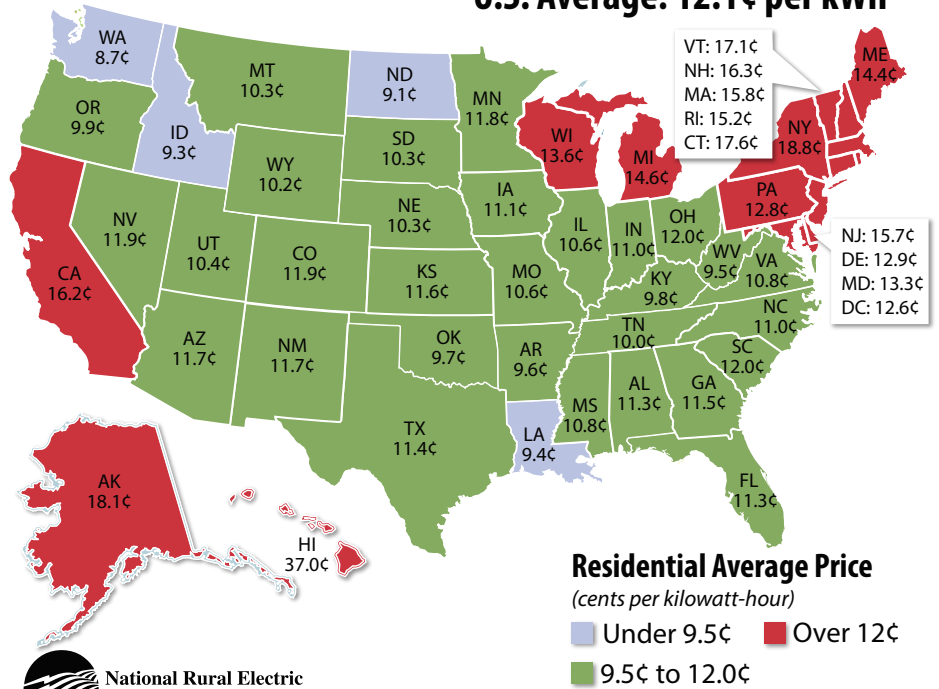 U.S. Average: 12.1¢ per kWh
WA
8.7¢
MT
10.3¢
ND
9.1¢
MN
11.8¢
VT: 17.1¢
NH: 16.3¢
MA: 15.8¢
RI: 15.2¢
CT: 17.6¢
ME
14.4¢
OR
9.9¢
ID
9.3¢
SD
10.3¢
WI
13.6¢
MI
14.6¢
NY
18.8¢
WY
10.2¢
IA
11.1¢
PA
12.8¢
NE
10.3¢
NV
11.9¢
UT
10.4¢
CO
11.9¢
IL
10.6¢
IN
11.0¢
OH
12.0¢
WV
9.5¢
VA
10.8¢
NJ: 15.7¢
DE: 12.9¢
MD: 13.3¢
DC: 12.6¢
CA
16.2¢
KS
11.6¢
MO
10.6¢
KY
9.8¢
NC
11.0¢
TN
10.0¢
AZ
11.7¢
NM
11.7¢
OK
9.7¢
AR
9.6¢
SC
12.0¢
MS
10.8¢
AL
11.3¢
GA
11.5¢
TX
11.4¢
LA
9.4¢
FL
11.3¢
AK
18.1¢
HI
37.0¢
Residential Average Price
(cents per kilowatt-hour)
Under 9.5¢
Over 12¢
9.5¢ to 12.0¢
National Rural Electric